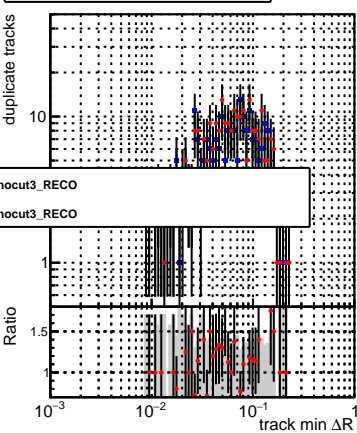 duplicate tracks
10
nocut3_RECO
nocut3_RECO
1
Ratio
1.5
1
10⁻³
10⁻²
10⁻¹
1
track min ΔR